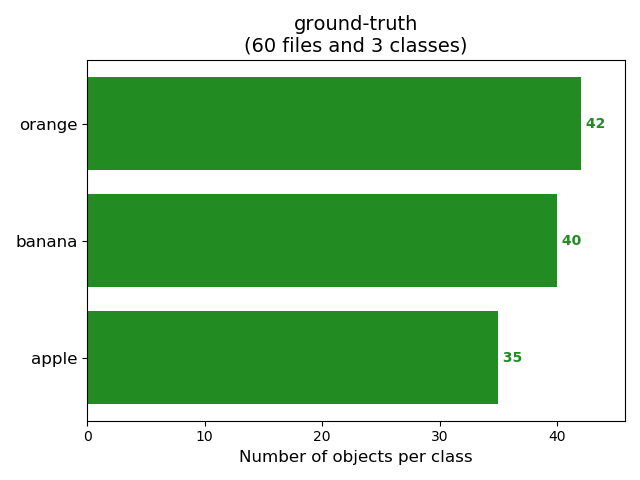 ground-truth
(60 files and 3 classes)
orange
42
banana
40
apple
35
0 10 20 30 40
Number of objects per class